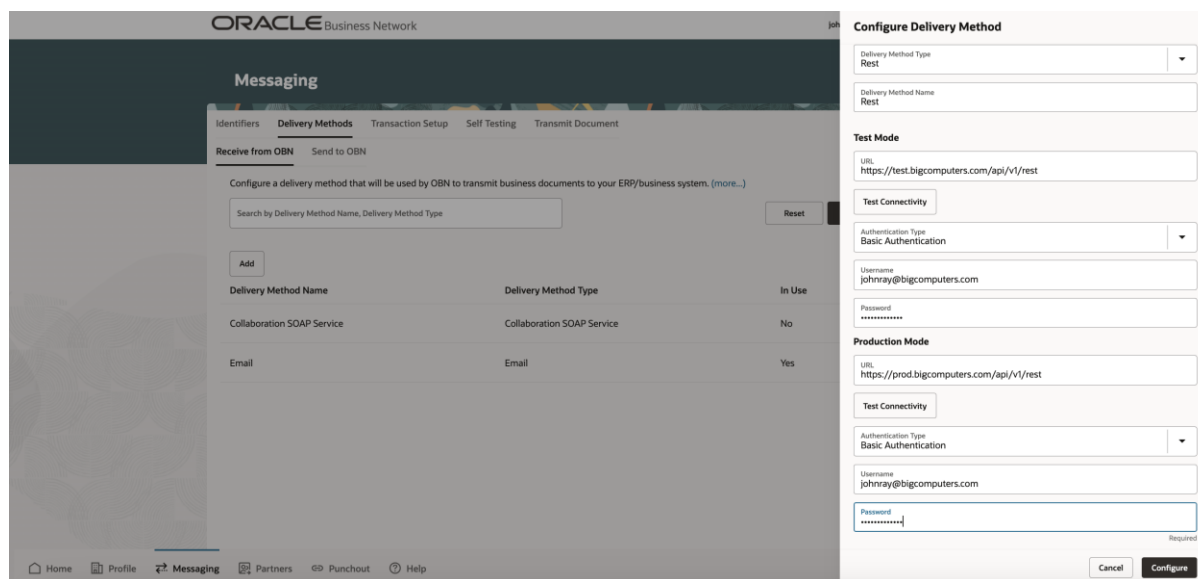 ORACLE Business Network
joh
Messaging
Identifiers Delivery Methods Transaction Setup Self Testing Transmit Document
Receive from OBN Send to OBN
Configure a delivery method that will be used by OBN to transmit business documents to your ERP/business system. (more...)
Search by Delivery Method Name, Delivery Method Type
Reset
Add
Delivery Method Name Delivery Method Type In Use
Collaboration SOAP Service Collaboration SOAP Service No
Email Email Yes
Home Profile Messaging Partners Punchout Help
Configure Delivery Method
Delivery Method Type
Rest
Delivery Method Name
Rest
Test Mode
URL
https://test.bigcomputers.com/api/v1/rest
Test Connectivity
Authentication Type
Basic Authentication
Username
johnray@bigcomputers.com
Password
•••••••••••••
Production Mode
URL
https://prod.bigcomputers.com/api/v1/rest
Test Connectivity
Authentication Type
Basic Authentication
Username
johnray@bigcomputers.com
Password
•••••••••••••
Required
Cancel Configure